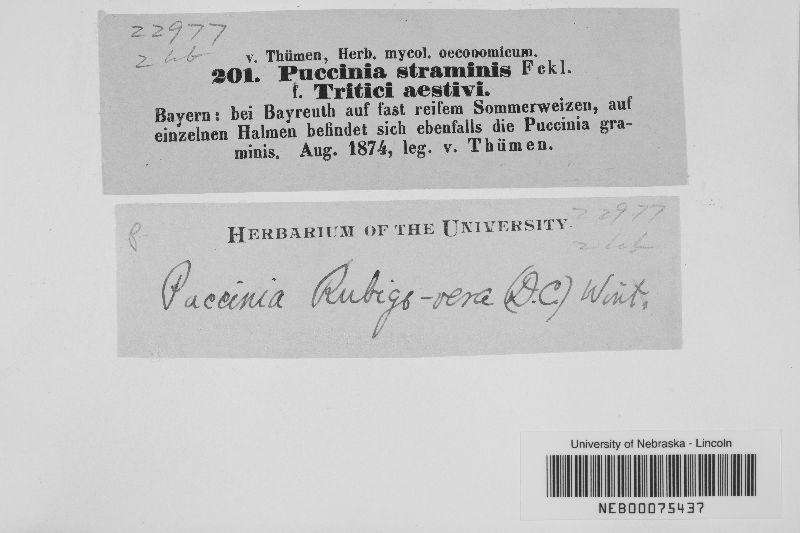 22977
v. Thümen, Herb. mycol. oeconomicum.
201. Puccinia straminis Fckl.
f. Tritici aestivi.
Bayern: bei Bayreuth auf fast reifem Sommerweizen, auf
einzelnen Halmen befindet sich ebenfalls die Puccinia gra-
minis. Aug. 1874, leg. v. Thümen.
22977
HERBARIUM OF THE UNIVERSITY
Puccinia Rubigo-vera (D.C.) Wint.
University of Nebraska - Lincoln
NEB00075437